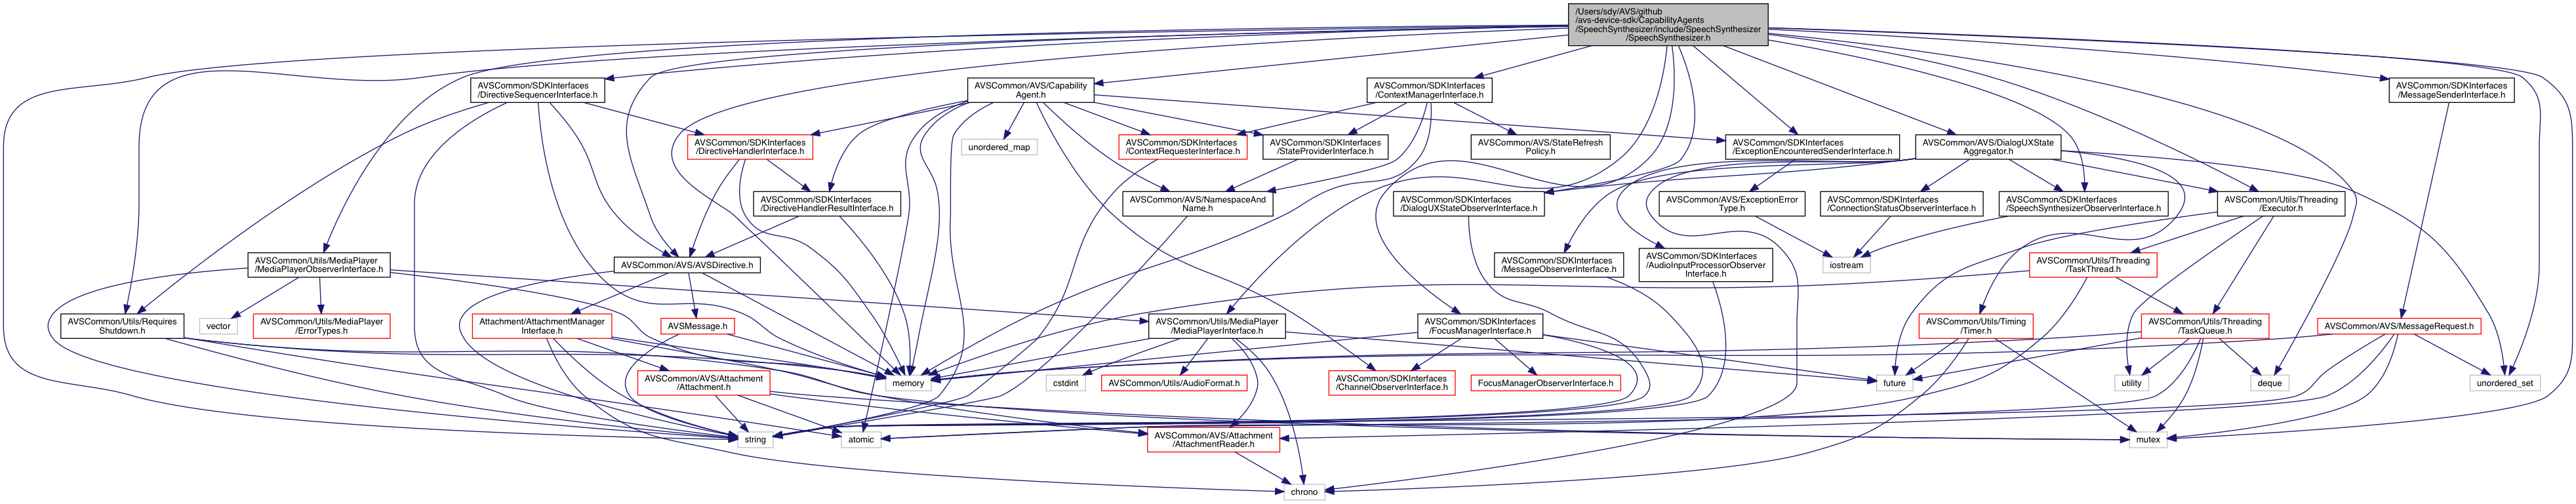 /Users/sdy/AVS/github
/avs-device-sdk/CapabilityAgents
/SpeechSynthesizer/include/SpeechSynthesizer
/SpeechSynthesizer.h
AVSCommon/SDKInterfaces
/DirectiveSequencerInterface.h
AVSCommon/AVS/Capability
Agent.h
AVSCommon/SDKInterfaces
/ContextManagerInterface.h
AVSCommon/SDKInterfaces
/MessageSenderInterface.h
AVSCommon/SDKInterfaces
/DirectiveHandlerInterface.h
unordered_map
AVSCommon/SDKInterfaces
/ContextRequesterInterface.h
AVSCommon/SDKInterfaces
/StateProviderInterface.h
AVSCommon/AVS/StateRefresh
Policy.h
AVSCommon/SDKInterfaces
/ExceptionEncounteredSenderInterface.h
AVSCommon/AVS/DialogUXState
Aggregator.h
AVSCommon/SDKInterfaces
/DirectiveHandlerResultInterface.h
AVSCommon/AVS/NamespaceAnd
Name.h
AVSCommon/SDKInterfaces
/DialogUXStateObserverInterface.h
AVSCommon/AVS/ExceptionError
Type.h
AVSCommon/SDKInterfaces
/ConnectionStatusObserverInterface.h
AVSCommon/SDKInterfaces
/SpeechSynthesizerObserverInterface.h
AVSCommon/Utils/Threading
/Executor.h
AVSCommon/Utils/MediaPlayer
/MediaPlayerObserverInterface.h
AVSCommon/AVS/AVSDirective.h
AVSCommon/SDKInterfaces
/MessageObserverInterface.h
AVSCommon/SDKInterfaces
/AudioInputProcessorObserver
Interface.h
iostream
AVSCommon/Utils/Threading
/TaskThread.h
AVSCommon/Utils/Requires
Shutdown.h
vector
AVSCommon/Utils/MediaPlayer
/ErrorTypes.h
Attachment/AttachmentManager
Interface.h
AVSMessage.h
AVSCommon/Utils/MediaPlayer
/MediaPlayerInterface.h
AVSCommon/SDKInterfaces
/FocusManagerInterface.h
AVSCommon/Utils/Timing
/Timer.h
AVSCommon/Utils/Threading
/TaskQueue.h
AVSCommon/AVS/MessageRequest.h
AVSCommon/AVS/Attachment
/Attachment.h
memory
cstdint
AVSCommon/Utils/AudioFormat.h
AVSCommon/SDKInterfaces
/ChannelObserverInterface.h
FocusManagerObserverInterface.h
future
utility
deque
unordered_set
string
atomic
AVSCommon/AVS/Attachment
/AttachmentReader.h
mutex
chrono